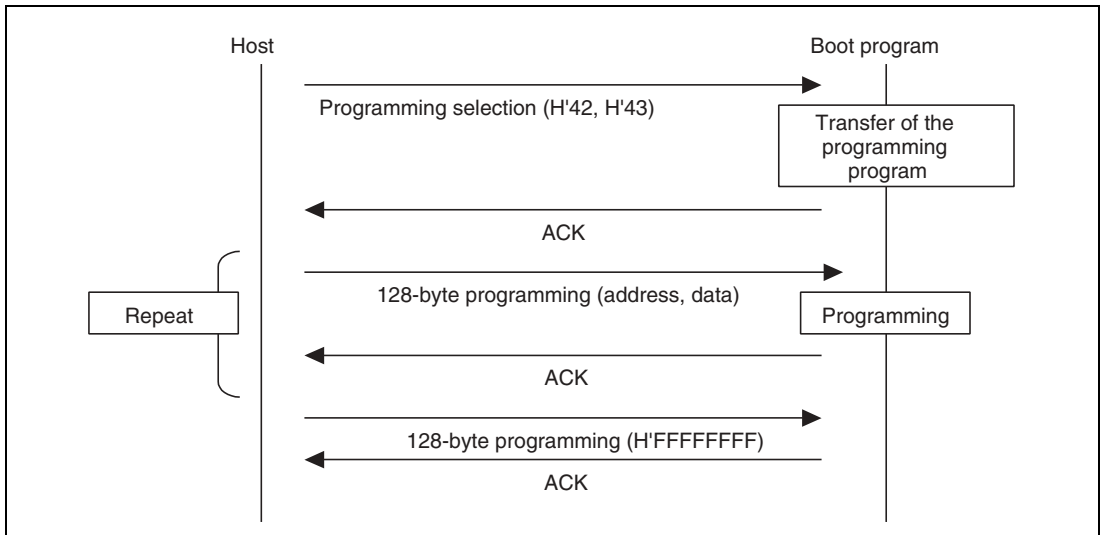 Host
Boot program
Programming selection (H'42, H'43)
Transfer of the
programming
program
ACK
128-byte programming (address, data)
Repeat
Programming
ACK
128-byte programming (H'FFFFFFFF)
ACK